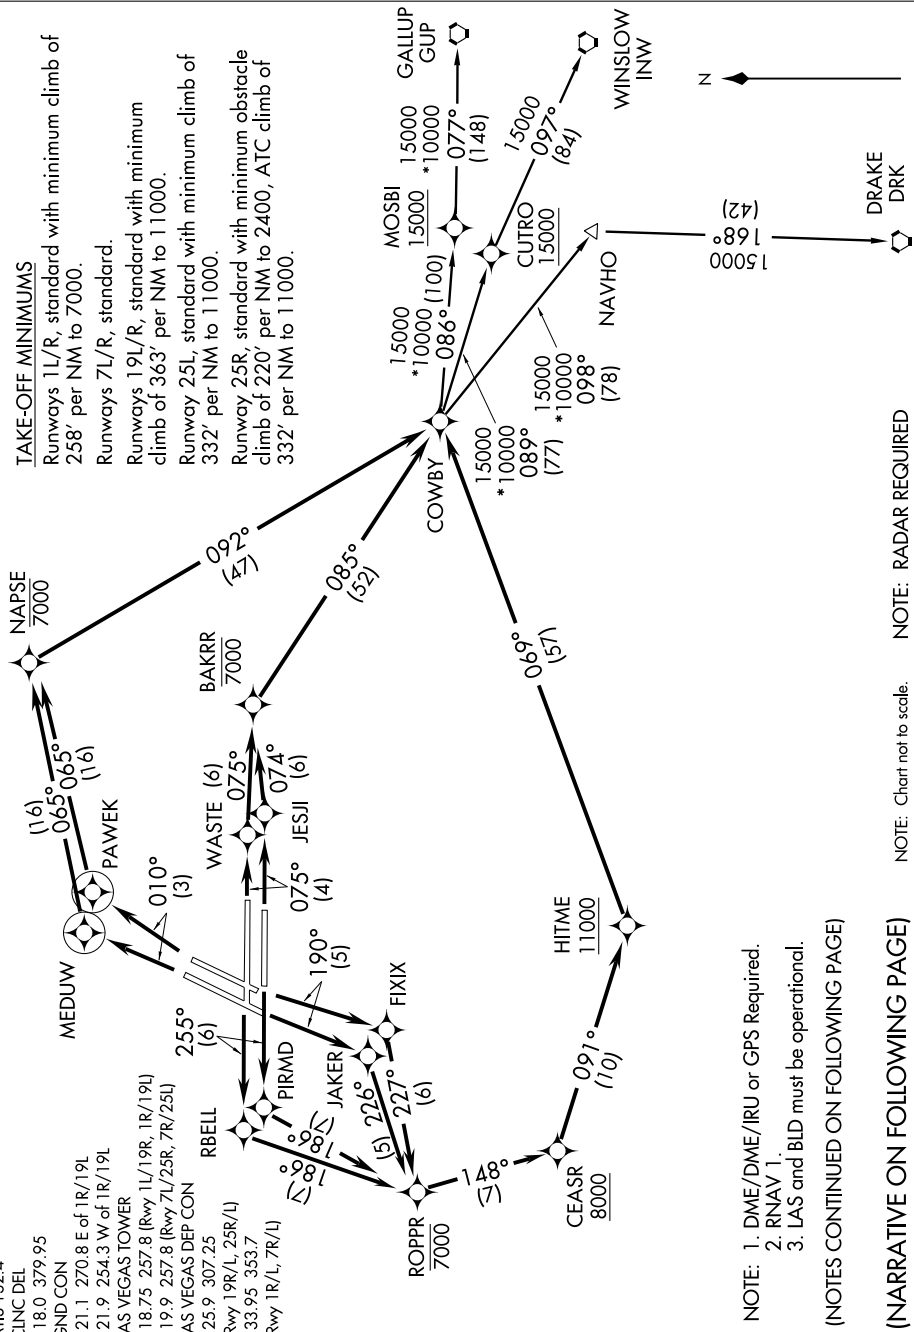 CLNC DEL
18.0 379.95
GND CON
21.1 270.8 E of 1R/19L
21.9 254.3 W of 1R/19L
AS VEGAS TOWER
18.75 257.8 (Rwy 1L/19R, 1R/19L)
19.9 257.8 (Rwy 7L/25R, 7R/25L)
AS VEGAS DEP CON
25.9 307.25
Rwy 19R/L, 25R/L)
33.95 353.7
Rwy 1R/L, 7R/L)
TAKE-OFF MINIMUMS
Runways 1L/R, standard with minimum climb of
258' per NM to 7000.
Runways 7L/R, standard.
Runways 19L/R, standard with minimum
climb of 363' per NM to 11000.
Runway 25L, standard with minimum climb of
332' per NM to 11000.
Runway 25R, standard with minimum obstacle
climb of 220' per NM to 2400, ATC climb of
332' per NM to 11000.
NAPSE
7000
(16)
065°
065°
(16)
PAWEK
MEDUW
010°
(3)
092°
(47)
BAKRR
7000
085°
(52)
WASTE
(6)
075°
074°
(6)
JESJI
075°
(4)
190°
(5)
FIXIX
JAKER
255°
(6)
PIRMD
RBELL
186°
(7)
186°
(7)
226°
(5)
227°
(6)
ROPPR
7000
148°
(7)
CEASR
8000
091°
(10)
HITME
11000
069°
(57)
COWBY
15000
*10000
086°
(100)
MOSBI
15000
15000
*10000
077°
(148)
GALLUP
GUP
15000
*10000
089°
(77)
CUTRO
15000
15000
097°
(84)
WINSLOW
INW
15000
*10000
098°
(78)
NAVHO
15000
168°
(42)
DRAKE
DRK
N
NOTE: 1. DME/DME/IRU or GPS Required.
2. RNAV 1.
3. LAS and BLD must be operational.
(NOTES CONTINUED ON FOLLOWING PAGE)
(NARRATIVE ON FOLLOWING PAGE)
NOTE: Chart not to scale.
NOTE: RADAR REQUIRED